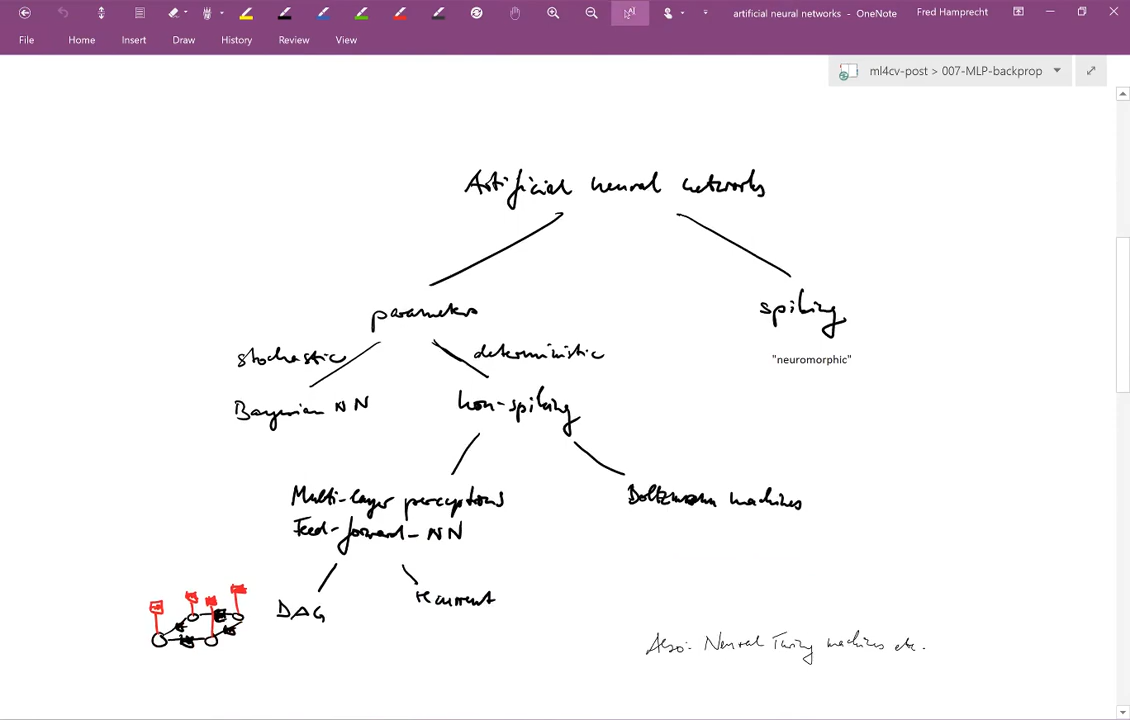 artificial neural networks - OneNote
Fred Hamprecht
File Home Insert Draw History Review View
ml4cv-post > 007-MLP-backprop
Artificial neural networks
parameters
spiking
stochastic
deterministic
"neuromorphic"
Bayesian NN
non-spiking
Multi-layer perceptrons
Boltzmann machines
Feed-forward-NN
DAG
recurrent
Also: Neural Turing machines etc.